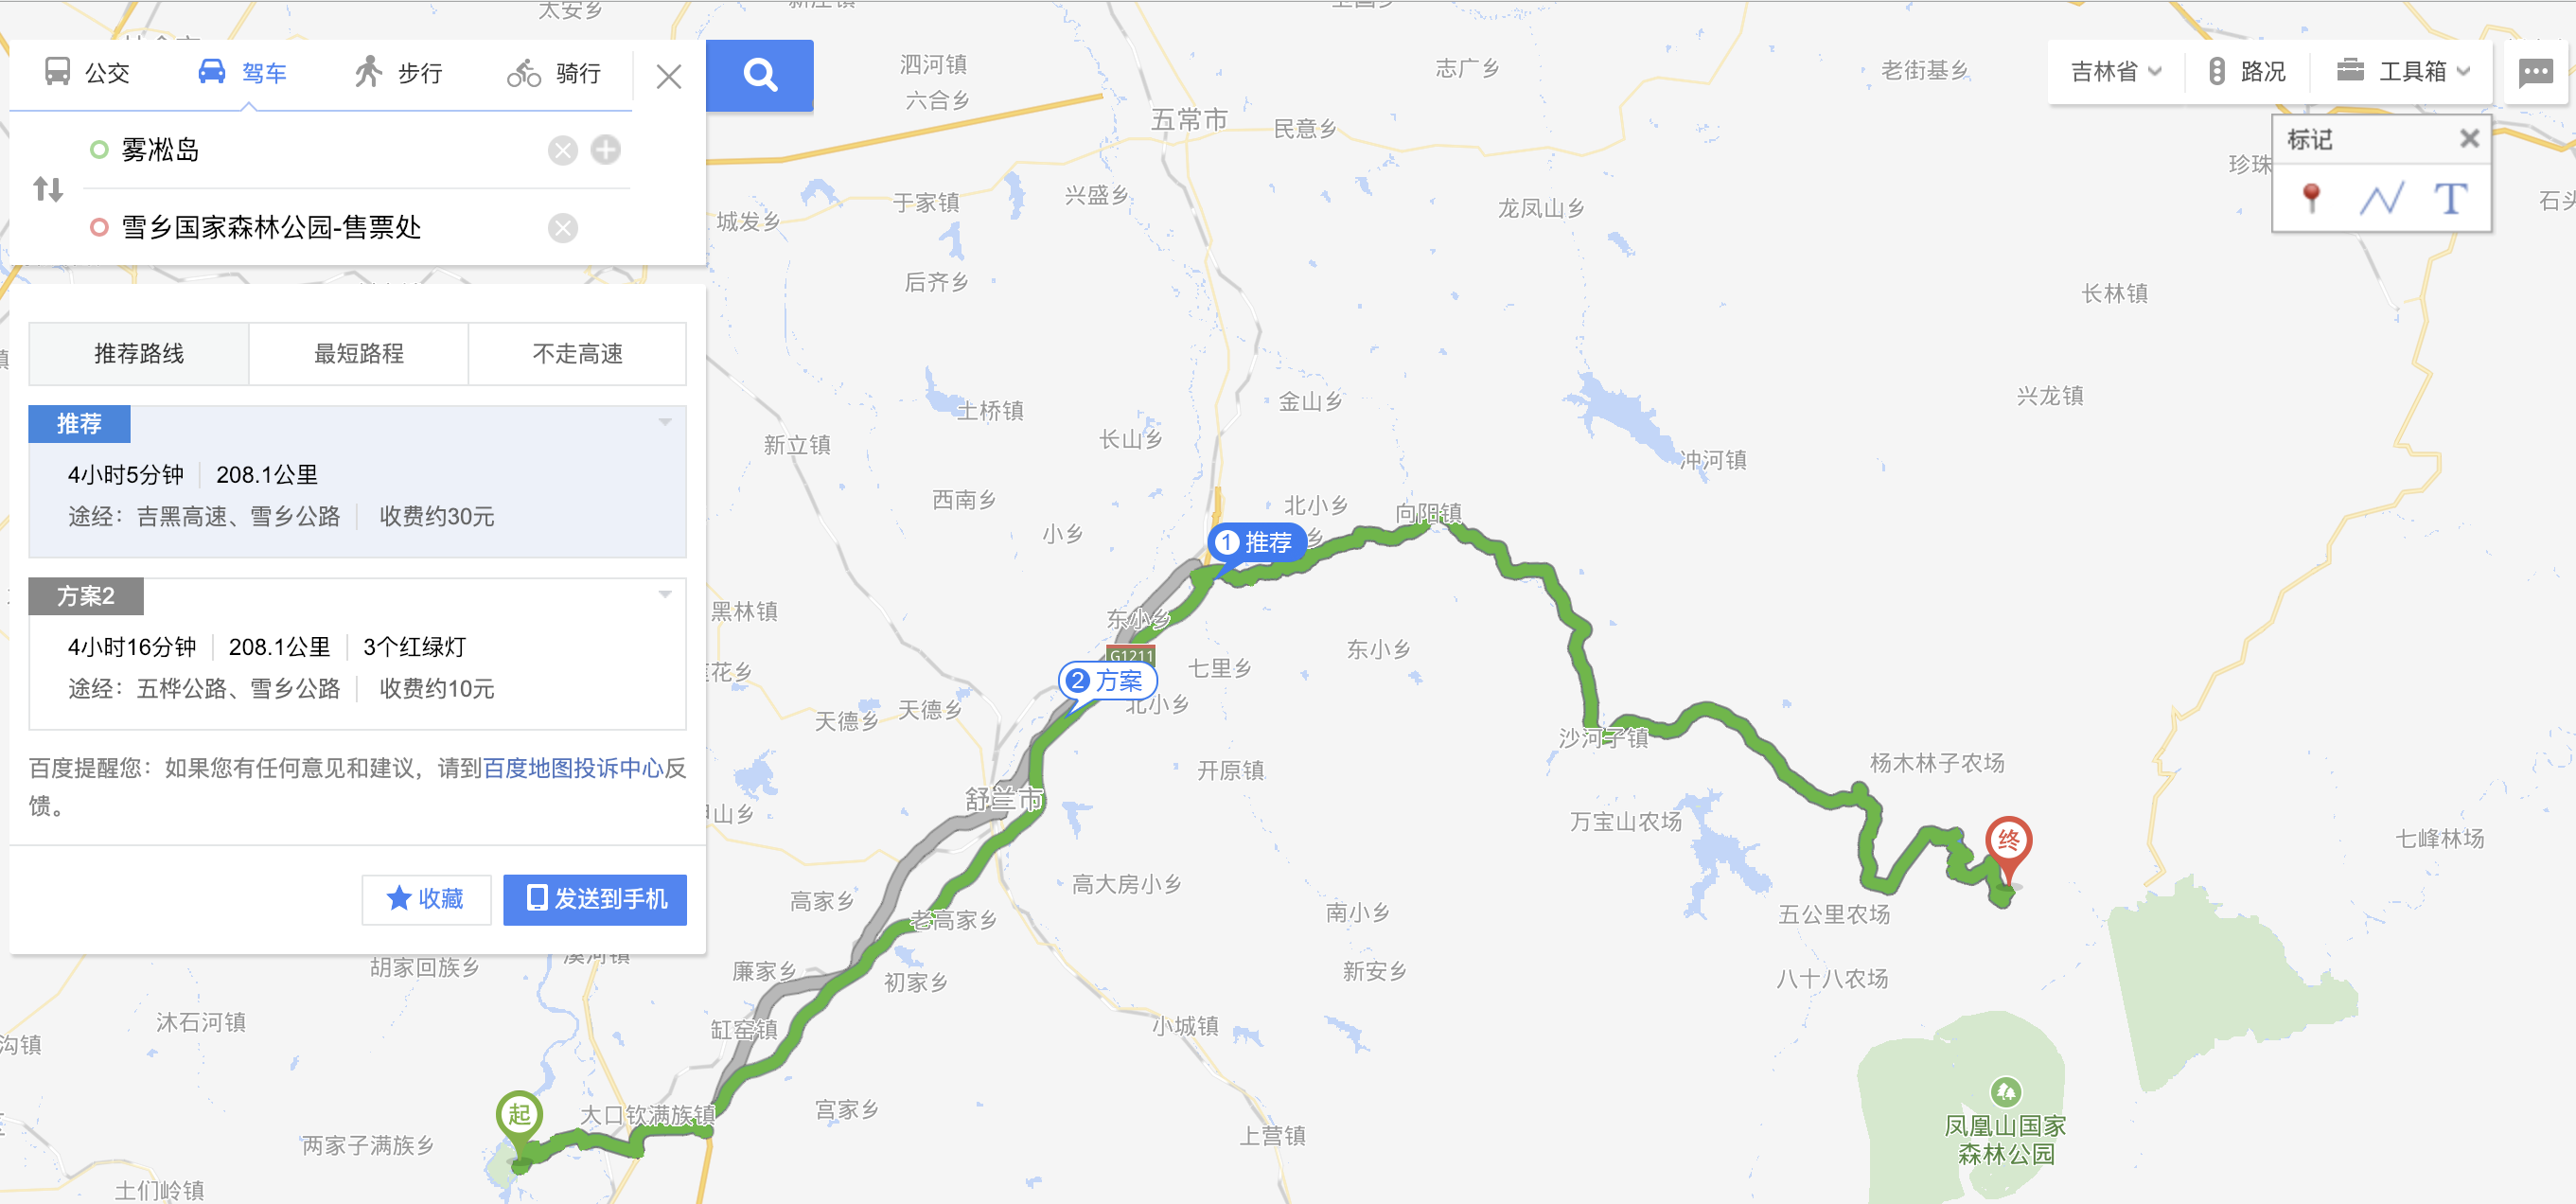 公交
驾车
步行
骑行
雾凇岛
雪乡国家森林公园-售票处
推荐路线
最短路程
不走高速
推荐
4小时5分钟
208.1公里
途经：吉黑高速、雪乡公路
收费约30元
方案2
4小时16分钟
208.1公里
3个红绿灯
途经：五桦公路、雪乡公路
收费约10元
百度提醒您：如果您有任何意见和建议，请到百度地图投诉中心反
馈。
收藏
发送到手机
吉林省
路况
工具箱
标记
T
太安乡
泗河镇
六合乡
志广乡
老街基乡
五常市
民意乡
珍珠
石头
于家镇
兴盛乡
城发乡
龙凤山乡
后齐乡
长林镇
土桥镇
金山乡
兴龙镇
新立镇
长山乡
冲河镇
西南乡
北小乡
向阳镇
小乡
1 推荐
黑林镇
东小乡
东小乡
G1211
七里乡
2 方案
北小乡
天德乡
天德乡
沙河子镇
开原镇
杨木林子农场
舒兰市
万宝山农场
终
七峰林场
高家乡
高大房小乡
老高家乡
南小乡
五公里农场
胡家回族乡
廉家乡
初家乡
新安乡
八十八农场
沐石河镇
缸窑镇
小城镇
沟镇
起
大口钦满族镇
宫家乡
上营镇
两家子满族乡
凤凰山国家
森林公园
土们岭镇